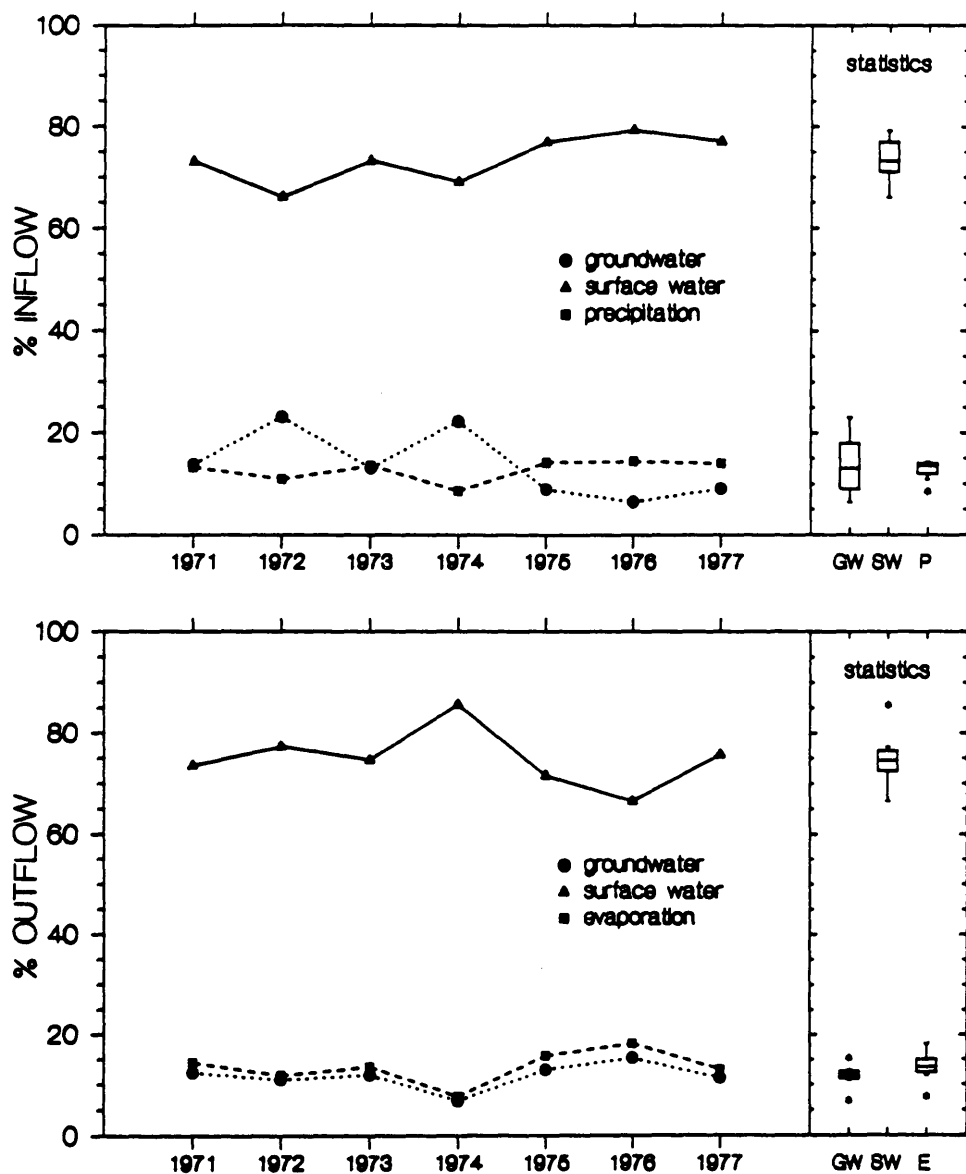 100
80
60
40
20
0
% INFLOW
statistics
groundwater
surface water
precipitation
1971 1972 1973 1974 1975 1976 1977
GW SW P
100
80
60
40
20
0
% OUTFLOW
statistics
groundwater
surface water
evaporation
1971 1972 1973 1974 1975 1976 1977
GW SW E